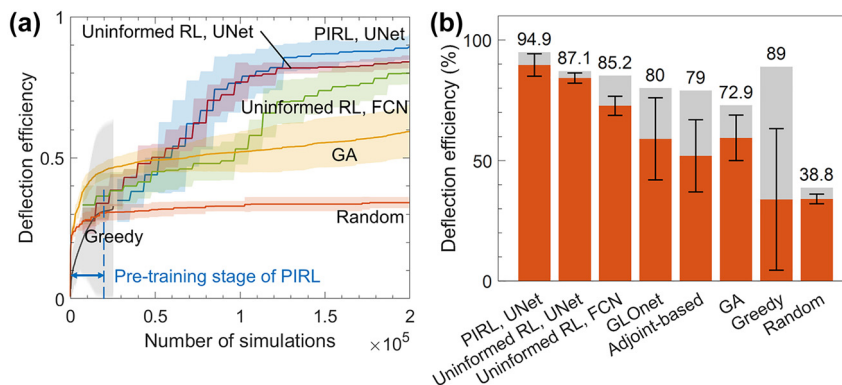 (a)
1
0.5
0
Deflection efficiency
Uninformed RL, UNet
PIRL, UNet
Uninformed RL, FCN
GA
Random
Greedy
Pre-training stage of PIRL
0 0.5 1 1.5 2
Number of simulations ×10⁵
(b)
Deflection efficiency (%)
100
50
0
94.9 87.1 85.2 80 79 72.9 89 38.8
PIRL, UNet
Uninformed RL, UNet
Uninformed RL, FCN
GLOnet
Adjoint-based
GA
Greedy
Random